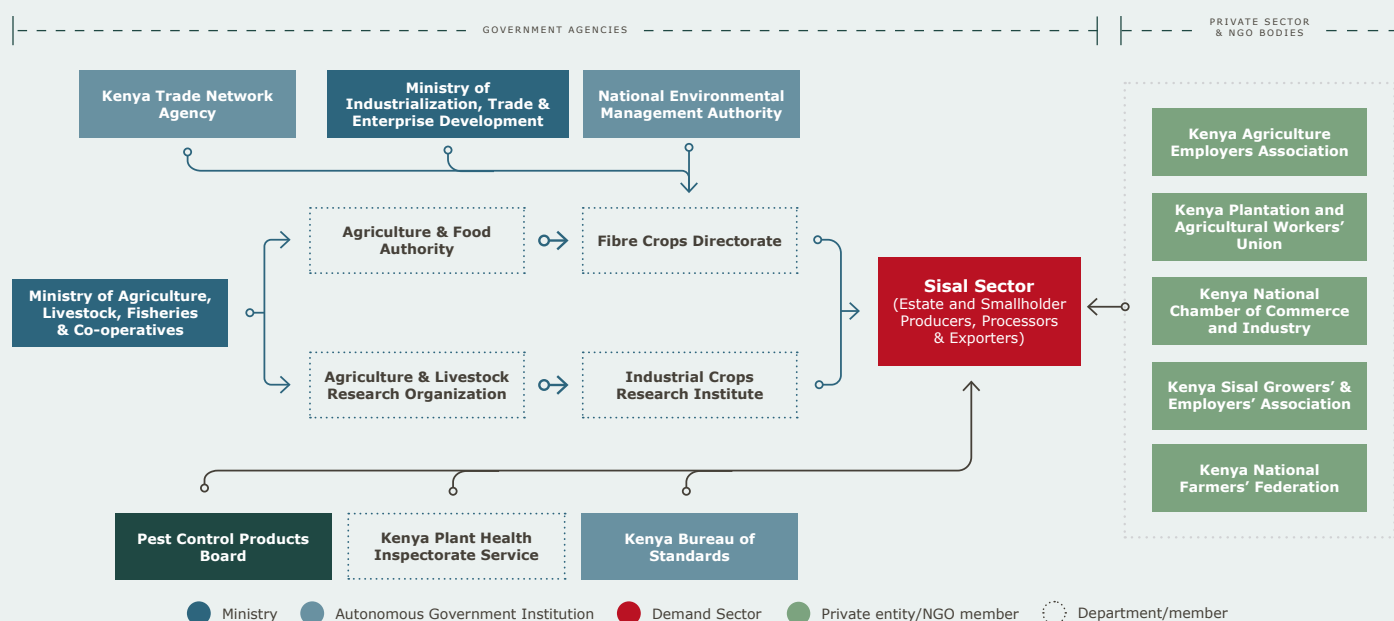 GOVERNMENT AGENCIES
PRIVATE SECTOR
& NGO BODIES
Kenya Trade Network
Agency
Ministry of
Industrialization, Trade &
Enterprise Development
National Environmental
Management Authority
Agriculture & Food
Authority
Fibre Crops Directorate
Ministry of Agriculture,
Livestock, Fisheries
& Co-operatives
Agriculture & Livestock
Research Organization
Industrial Crops
Research Institute
Sisal Sector
(Estate and Smallholder
Producers, Processors
& Exporters)
Kenya Agriculture
Employers Association
Kenya Plantation and
Agricultural Workers’
Union
Kenya National
Chamber of Commerce
and Industry
Kenya Sisal Growers’ &
Employers’ Association
Kenya National
Farmers’ Federation
Pest Control Products
Board
Kenya Plant Health
Inspectorate Service
Kenya Bureau of
Standards
Ministry
Autonomous Government Institution
Demand Sector
Private entity/NGO member
Department/member